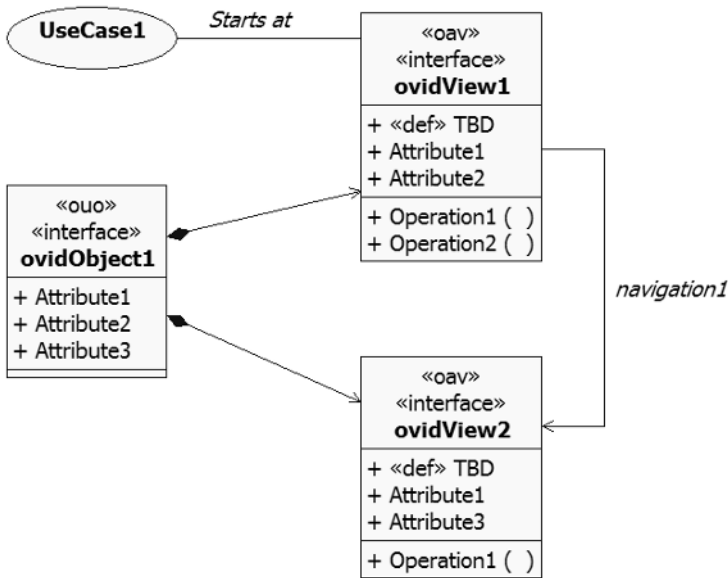 UseCase1
Starts at
«oav»
«interface»
ovidView1
+ «def» TBD
+ Attribute1
+ Attribute2
+ Operation1 ( )
+ Operation2 ( )
«ouo»
«interface»
ovidObject1
+ Attribute1
+ Attribute2
+ Attribute3
navigation1
«oav»
«interface»
ovidView2
+ «def» TBD
+ Attribute1
+ Attribute3
+ Operation1 ( )